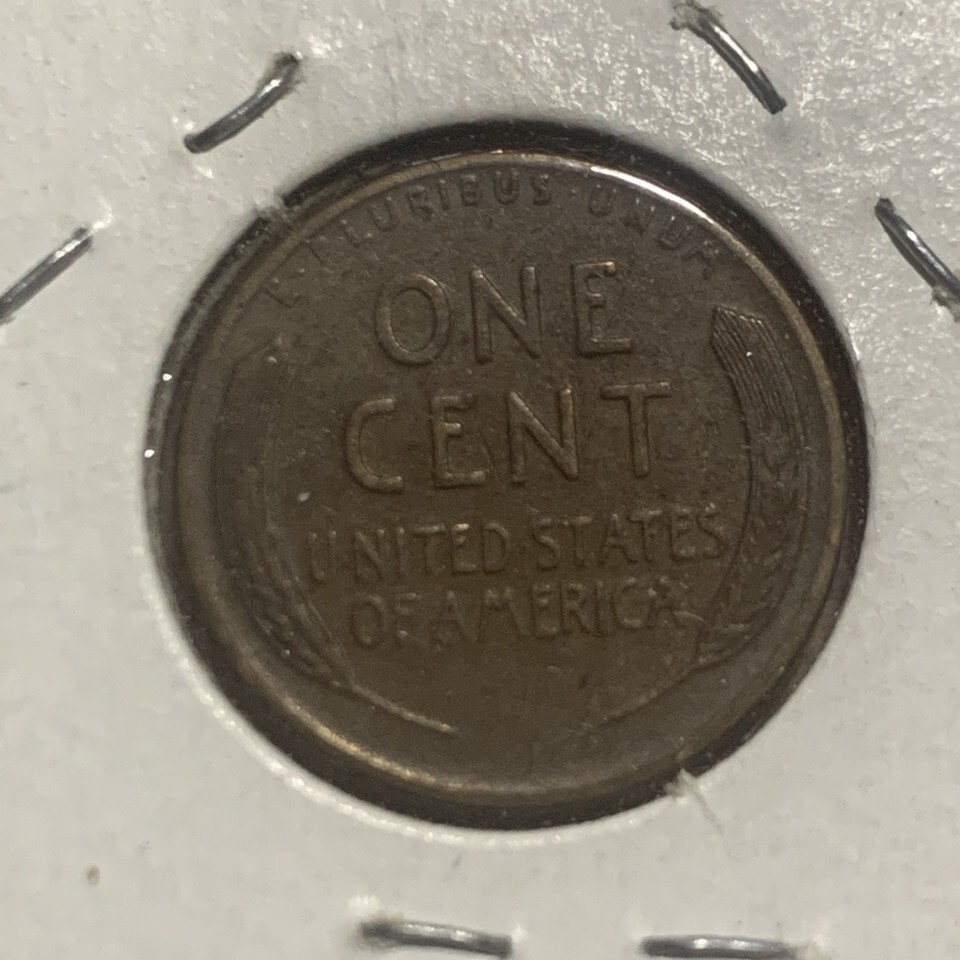 E PLURIBUS · UNUM
ONE
CENT
UNITED STATES
OF AMERICA